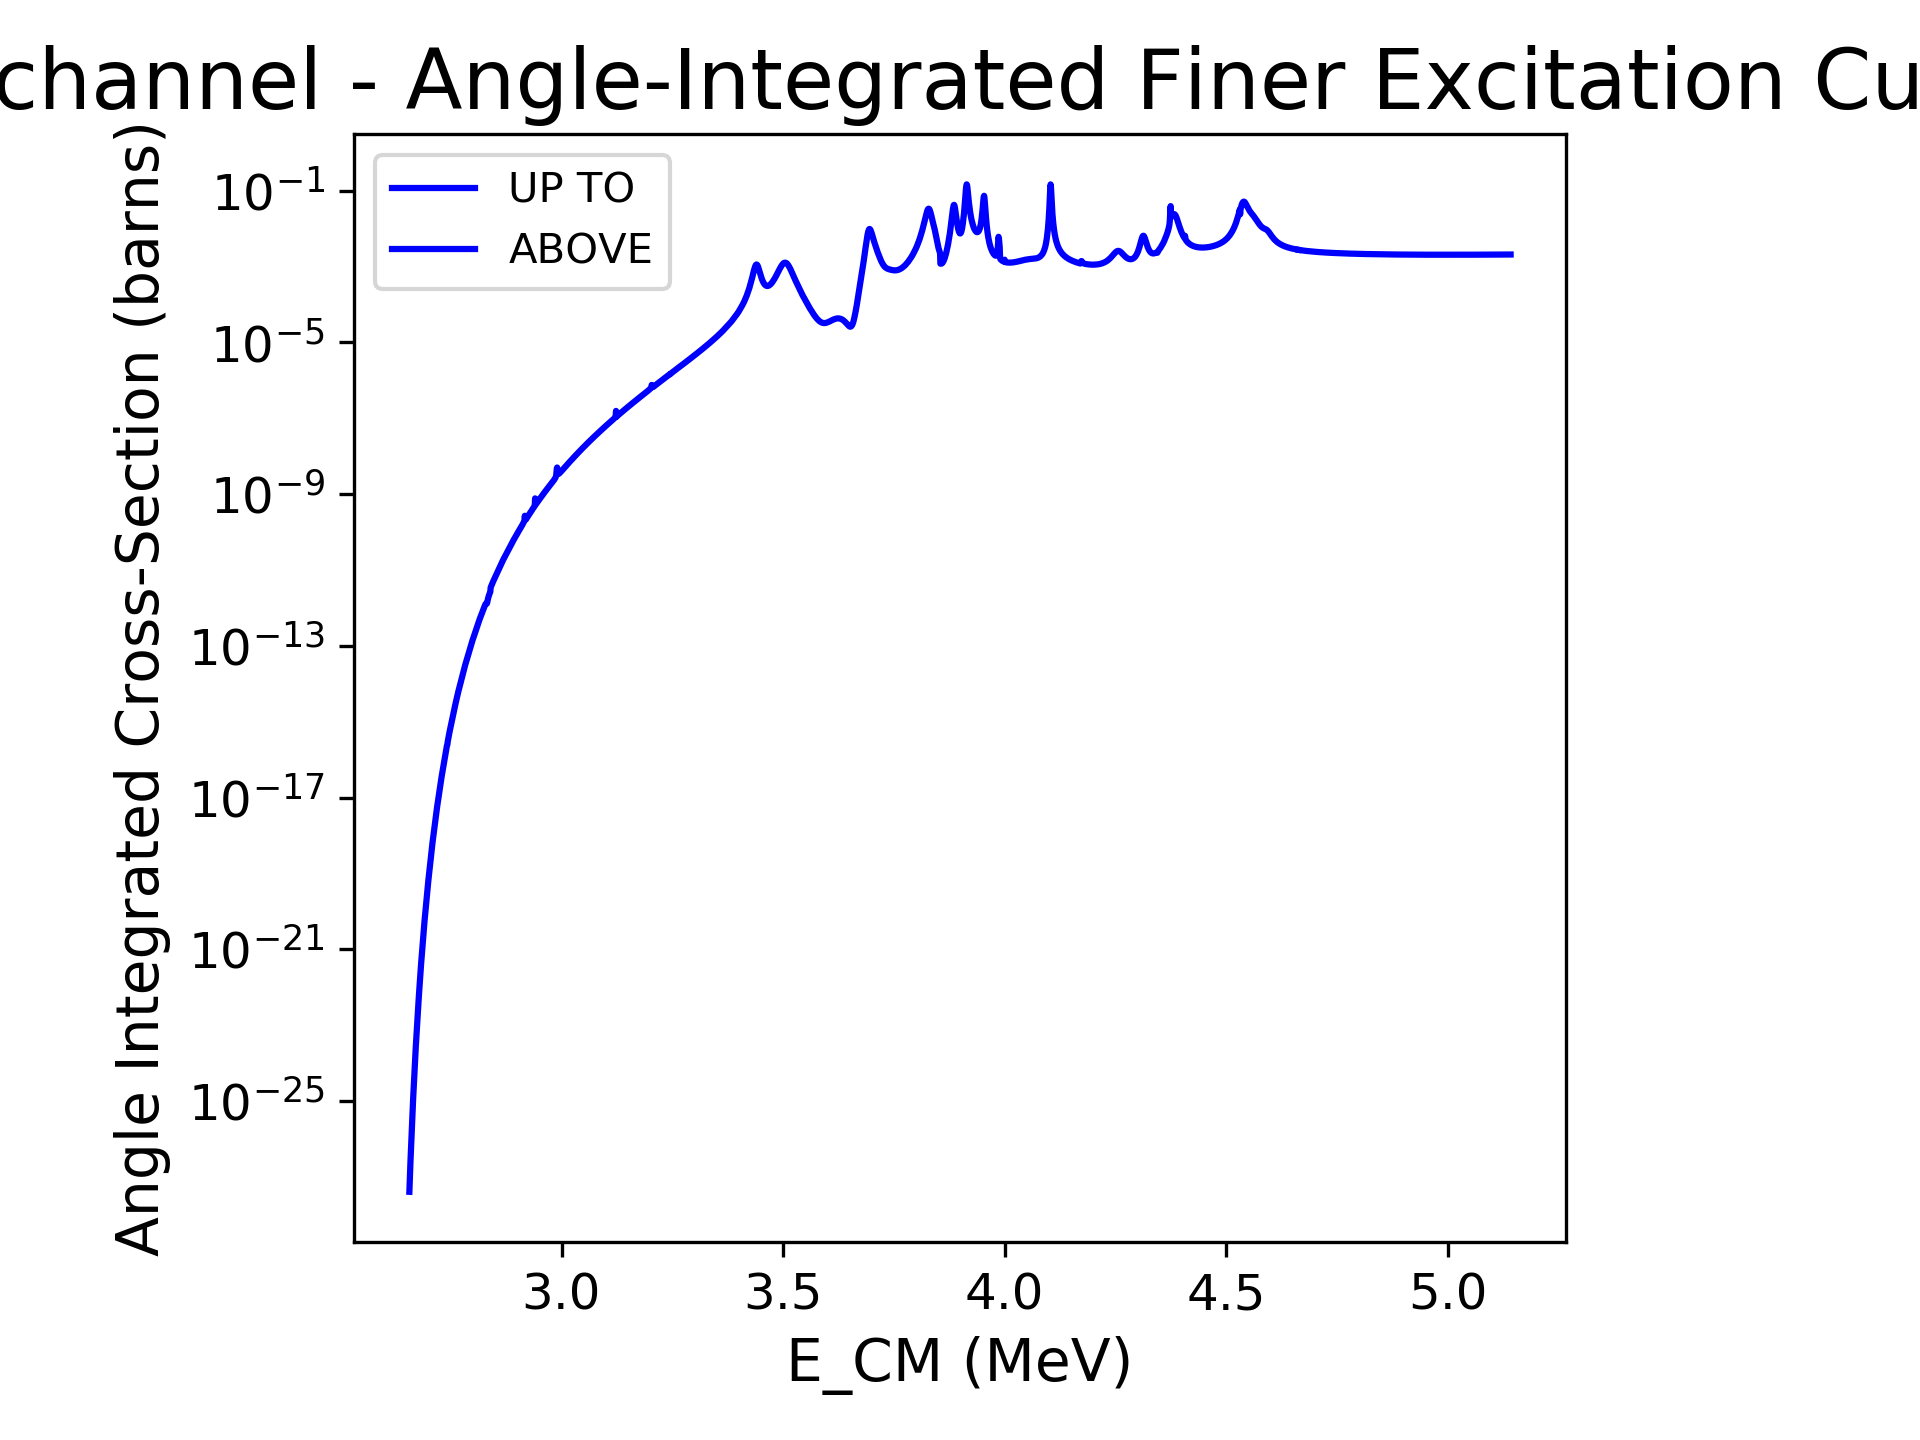 channel - Angle-Integrated Finer Excitation
UP TO
ABOVE
Angle Integrated Cross-Section (barns)
10⁻¹
10⁻⁵
10⁻⁹
10⁻¹³
10⁻¹⁷
10⁻²¹
10⁻²⁵
3.0 3.5 4.0 4.5 5.0
E_CM (MeV)